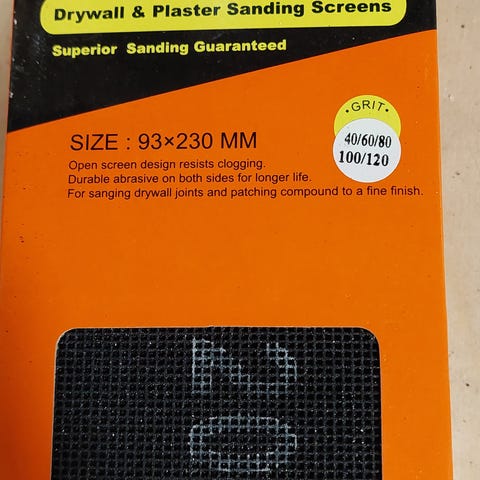 Drywall & Plaster Sanding Screens
Superior Sanding Guaranteed
GRIT
40/60/80
100/120
SIZE : 93×230 MM
Open screen design resists clogging.
Durable abrasive on both sides for longer life.
For sanging drywall joints and patching compound to a fine finish.
20